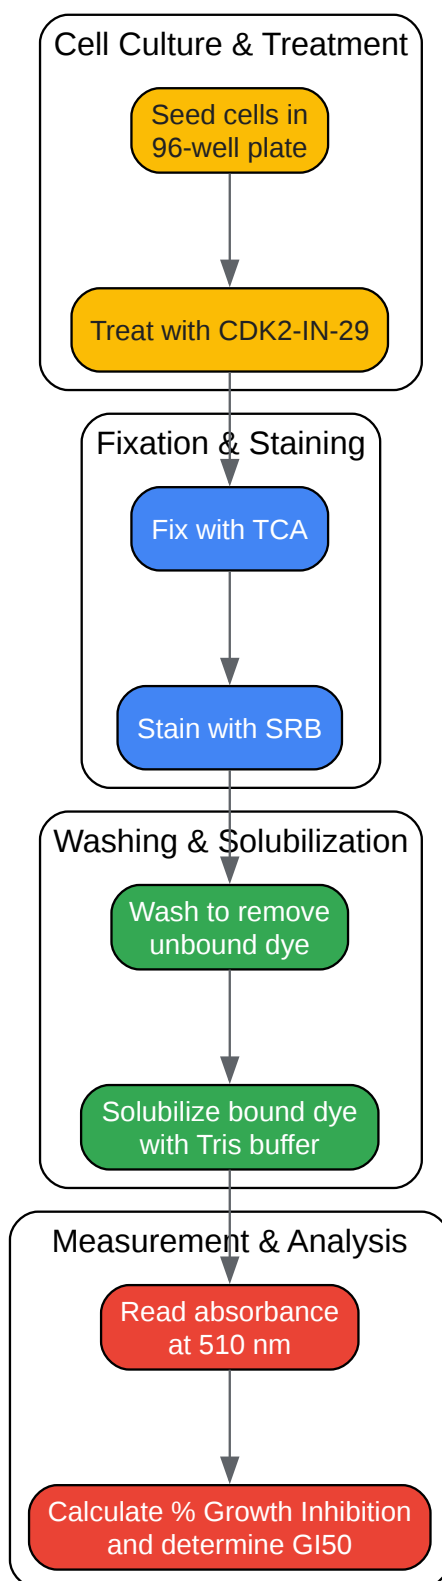 Cell Culture & Treatment
Seed cells in
96-well plate
Treat with CDK2-IN-29
Fixation & Staining
Fix with TCA
Stain with SRB
Washing & Solubilization
Wash to remove
unbound dye
Solubilize bound dye
with Tris buffer
Measurement & Analysis
Read absorbance
at 510 nm
Calculate % Growth Inhibition
and determine GI50